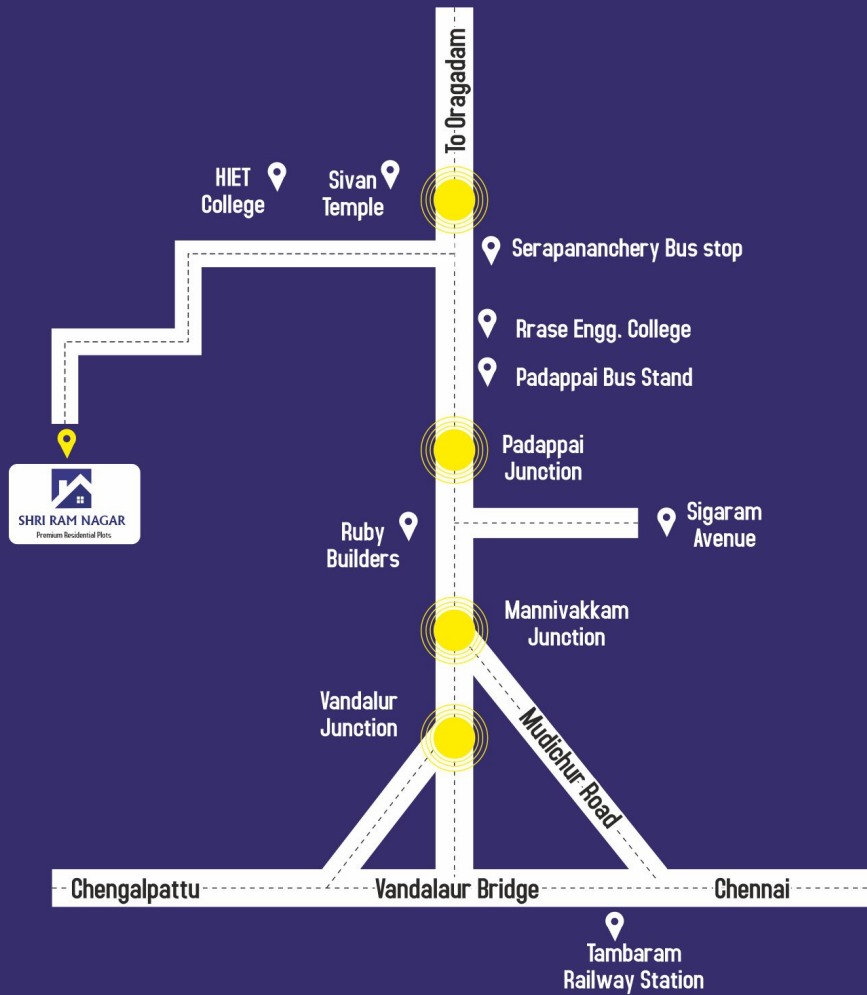 To Oragadam
HIET
College
Sivan
Temple
Serapananchery Bus stop
Rrase Engg. College
Padappai Bus Stand
Padappai
Junction
SHRI RAM NAGAR
Premium Residential Plots
Ruby
Builders
Sigaram
Avenue
Mannivakkam
Junction
Vandalur
Junction
Mudichur Road
Chengalpattu
Vandalaur Bridge
Chennai
Tambaram
Railway Station